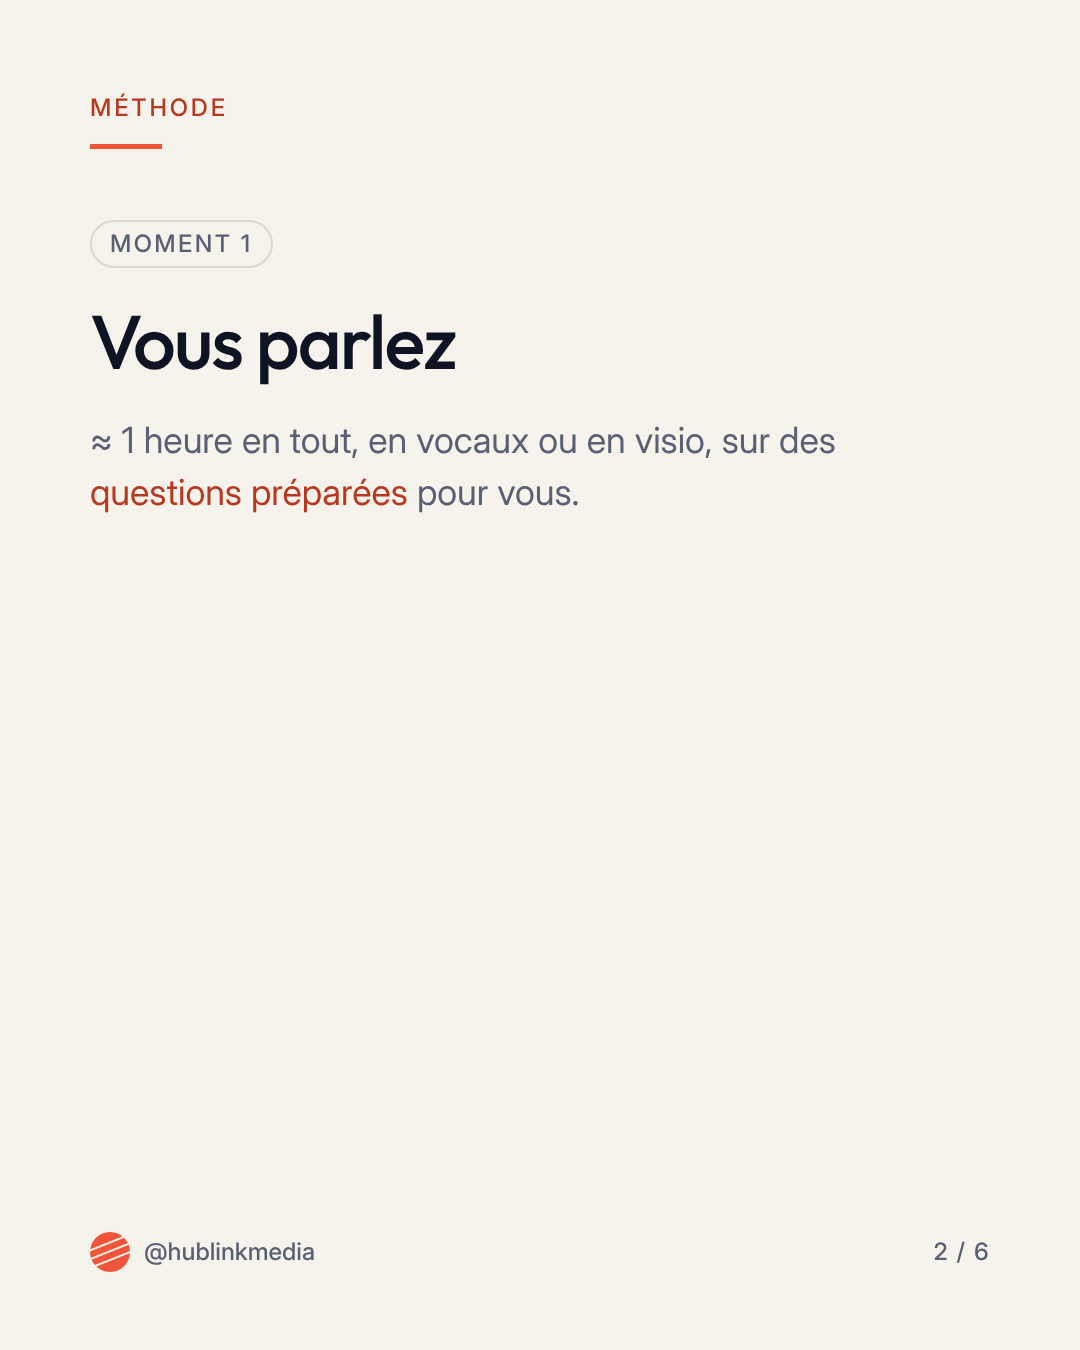 MÉTHODE
MOMENT 1
Vous parlez
≈ 1 heure en tout, en vocaux ou en visio, sur des
questions préparées pour vous.
@hublinkmedia
2 / 6